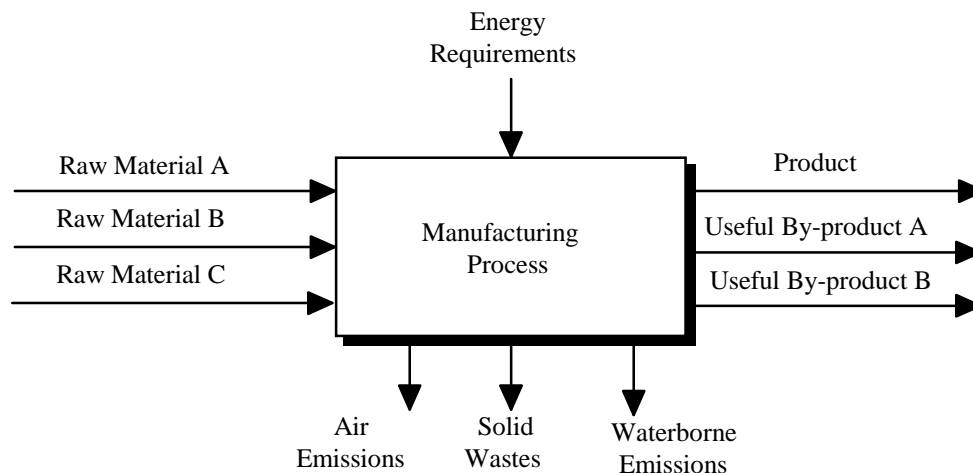 Energy
Requirements
Raw Material A
Raw Material B
Raw Material C
Manufacturing
Process
Product
Useful By-product A
Useful By-product B
Air
Emissions
Solid
Wastes
Waterborne
Emissions